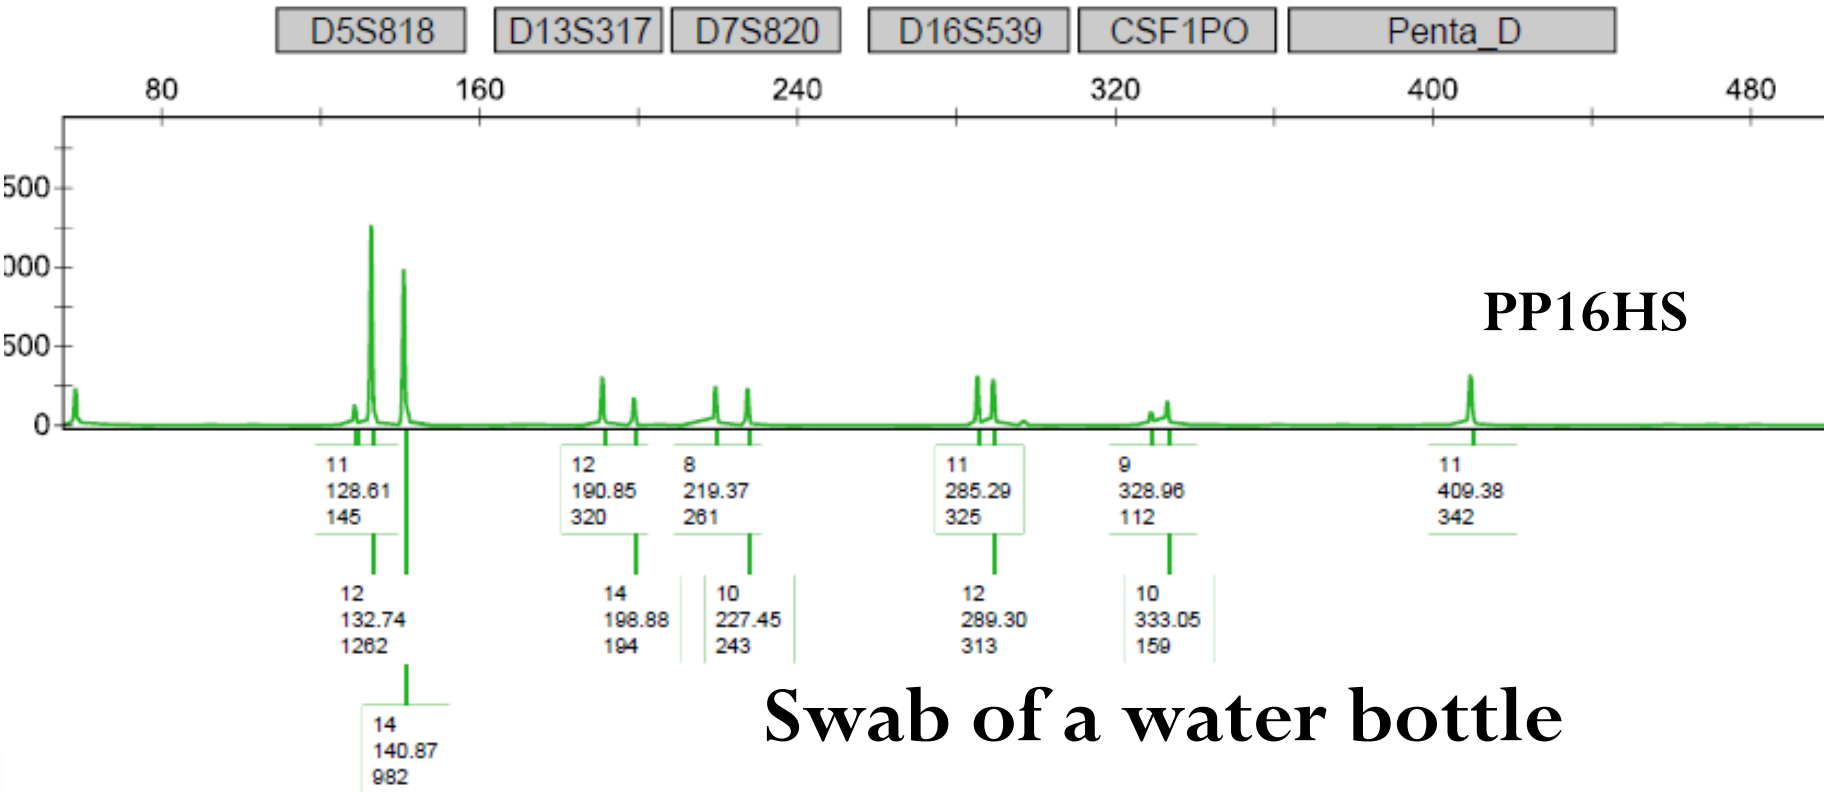 D5S818 D13S317 D7S820 D16S539 CSF1PO Penta_D
80 160 240 320 400 480
500
000
PP16HS
500
0
11 12 8 11 9 11
128.61 190.85 219.37 285.29 328.96 409.38
145 320 261 325 112 342
12 14 10 12 10
132.74 198.88 227.45 289.30 333.05
1262 194 243 313 159
Swab of a water bottle
14
140.87
982